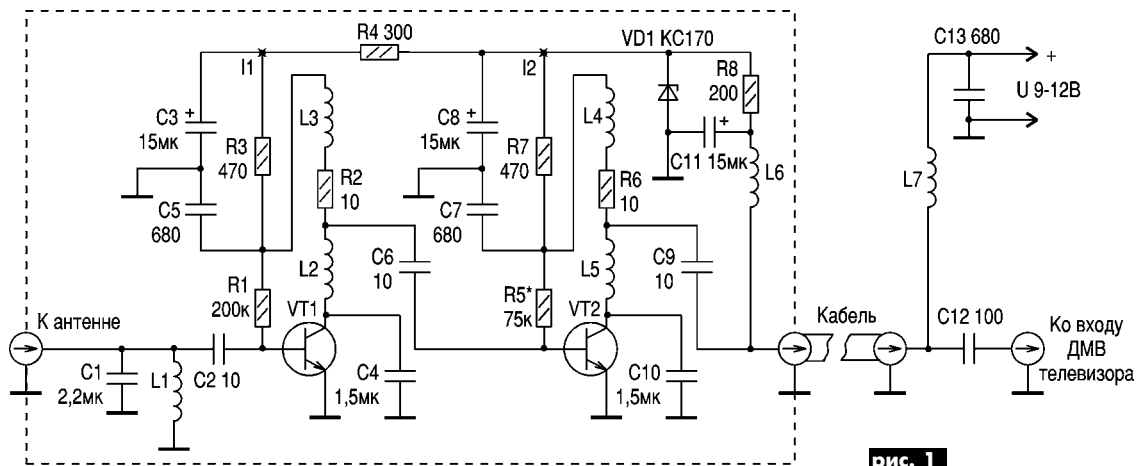 R4 300
VD1 КС170
C13 680
+
U 9-12В
I1
I2
R8
200
C3
+
15мк
R3
470
L3
C8
+
15мк
R7
470
L4
+
C11 15мк
L6
L7
R2
10
R6
10
C5
680
C7
680
L2
C6
10
L5
C9
10
R1
200к
VT1
R5*
75к
VT2
Кабель
C12 100
Ко входу
ДМВ
телевизора
К антенне
C1
2,2мк
L1
C2 10
C4
1,5мк
C10
1,5мк
рис. 1